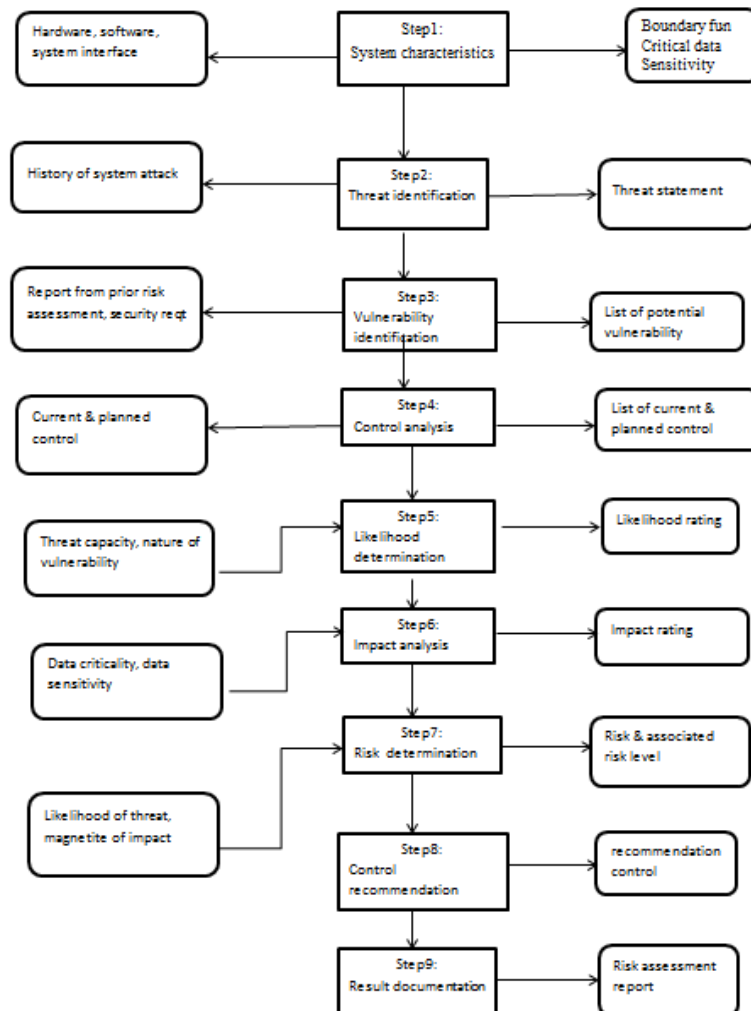 Hardware, software,
system interface
Step1:
System characteristics
Boundary fun
Critical data
Sensitivity
History of system attack
Step2:
Threat identification
Threat statement
Report from prior risk
assessment, security reqt
Step3:
Vulnerability
identification
List of potential
vulnerability
Current & planned
control
Step4:
Control analysis
List of current &
planned control
Threat capacity, nature of
vulnerability
Step5:
Likelihood
determination
Likelihood rating
Data criticality, data
sensitivity
Step6:
Impact analysis
Impact rating
Likelihood of threat,
magnetite of impact
Step7:
Risk determination
Risk & associated
risk level
Step8:
Control
recommendation
recommendation
control
Step9:
Result documentation
Risk assessment
report